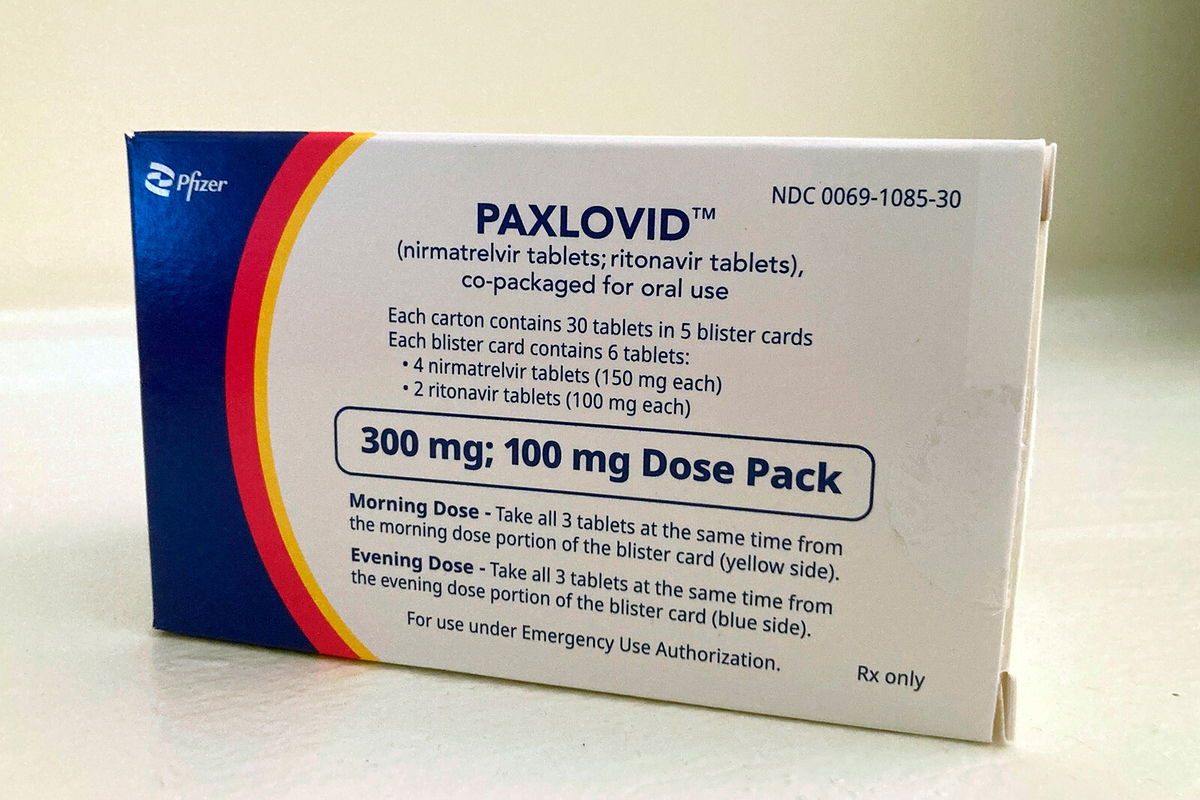 Pfizer
NDC 0069-1085-30
PAXLOVID™
(nirmatrelvir tablets; ritonavir tablets),
co-packaged for oral use
Each carton contains 30 tablets in 5 blister cards
Each blister card contains 6 tablets:
• 4 nirmatrelvir tablets (150 mg each)
• 2 ritonavir tablets (100 mg each)
300 mg; 100 mg Dose Pack
Morning Dose - Take all 3 tablets at the same time from
the morning dose portion of the blister card (yellow side).
Evening Dose - Take all 3 tablets at the same time from
the evening dose portion of the blister card (blue side).
For use under Emergency Use Authorization.
Rx only